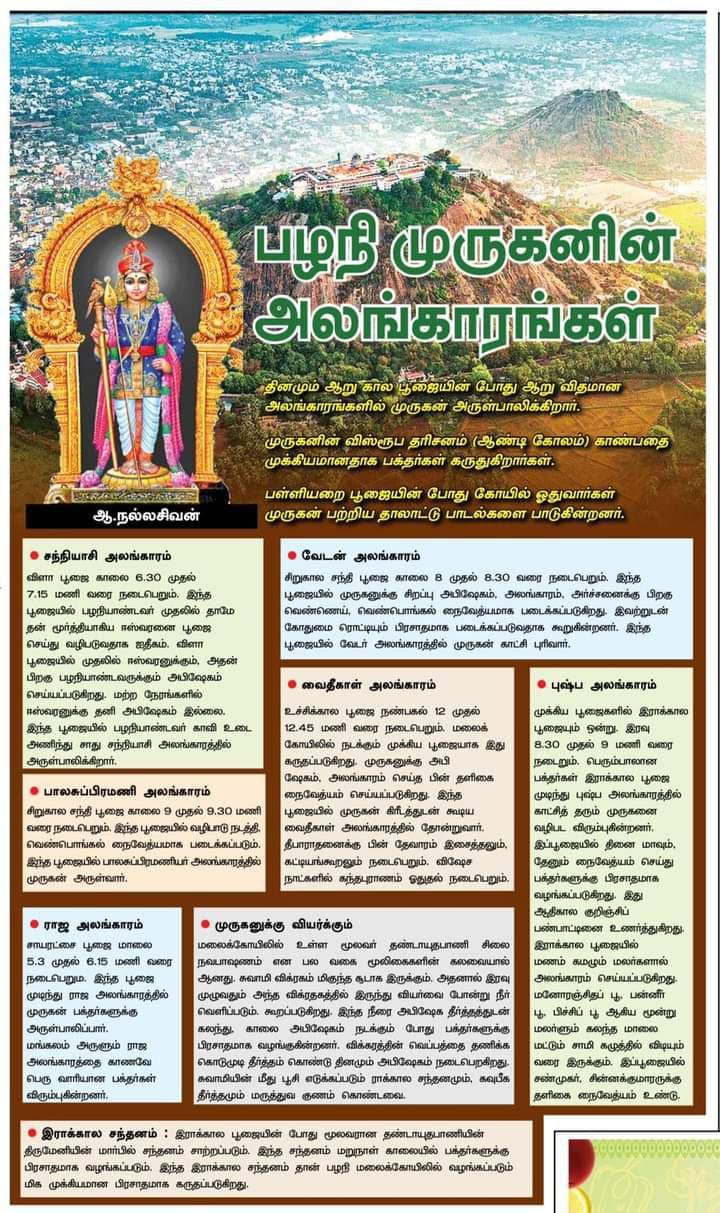 பழநி முருகனின்
அலங்காரங்கள்
தினமும் ஆறு கால பூஜையின் போது ஆறு விதமான
அலங்காரங்களில் முருகன் அருள்பாலிக்கிறார்.
முருகனின் விஸ்ரூப தரிசனம் (ஆண்டி கோலம்) காண்பதை
முக்கியமானதாக பக்தர்கள் கருதுகிறார்கள்.
பள்ளியறை பூஜையின் போது கோயில் ஓதுவார்கள்
முருகன் பற்றிய தாலாட்டு பாடல்களை பாடுகின்றனர்.
ஆ.நல்லசிவன்
● சந்நியாசி அலங்காரம்
விளா பூஜை காலை 6.30 முதல்
7.15 மணி வரை நடைபெறும். இந்த
பூஜையில் பழநியாண்டவர் முதலில் தாமே
தன் மூர்த்தியாகிய ஈஸ்வரனை பூஜை
செய்து வழிபடுவதாக ஐதீகம். விளா
பூஜையில் முதலில் ஈஸ்வரனுக்கும், அதன்
பிறகு பழநியாண்டவருக்கும் அபிஷேகம்
செய்யப்படுகிறது. மற்ற நேரங்களில்
ஈஸ்வரனுக்கு தனி அபிஷேகம் இல்லை.
இந்த பூஜையில் பழநியாண்டவர் காவி உடை
அணிந்து சாது சந்நியாசி அலங்காரத்தில்
அருள்பாலிக்கிறார்.
● வேடன் அலங்காரம்
சிறுகால சந்தி பூஜை காலை 8 முதல் 8.30 வரை நடைபெறும். இந்த
பூஜையில் முருகனுக்கு சிறப்பு அபிஷேகம், அலங்காரம், அர்ச்சனைக்கு பிறகு
வெண்ணெய், வெண்பொங்கல் நைவேத்யமாக படைக்கப்படுகிறது. இவற்றுடன்
கோதுமை ரொட்டியும் பிரசாதமாக படைக்கப்படுவதாக கூறுகின்றனர். இந்த
பூஜையில் வேடர் அலங்காரத்தில் முருகன் காட்சி புரிவார்.
● பாலசுப்பிரமணி அலங்காரம்
சிறுகால சந்தி பூஜை காலை 9 முதல் 9.30 மணி
வரை நடைபெறும். இந்த பூஜையில் வழிபாடு நடத்தி,
வெண்பொங்கல் நைவேத்யமாக படைக்கப்படும்.
இந்த பூஜையில் பாலசுப்பிரமணியர் அலங்காரத்தில்
முருகன் அருள்வார்.
● வைதீகாள் அலங்காரம்
உச்சிக்கால பூஜை நண்பகல் 12 முதல்
12.45 மணி வரை நடைபெறும். மலைக்
கோயிலில் நடக்கும் முக்கிய பூஜையாக இது
கருதப்படுகிறது. முருகனுக்கு அபி
ஷேகம், அலங்காரம் செய்த பின் தளிகை
நைவேத்யம் செய்யப்படுகிறது. இந்த
பூஜையில் முருகன் கிரீடத்துடன் கூடிய
வைதீகாள் அலங்காரத்தில் தோன்றுவார்.
தீபாராதனைக்கு பின் தேவாரம் இசைத்தலும்,
கட்டியங்கூறலும் நடைபெறும். விஷேச
நாட்களில் கந்தபுராணம் ஓதுதல் நடைபெறும்.
● புஷ்ப அலங்காரம்
முக்கிய பூஜைகளில் இராக்கால
பூஜையும் ஒன்று. இரவு
8.30 முதல் 9 மணி வரை
நடைபெறும். பெரும்பாலான
பக்தர்கள் இராக்கால பூஜை
முடிந்து புஷ்ப அலங்காரத்தில்
காட்சித் தரும் முருகனை
வழிபட விரும்புகின்றனர்.
இப்பூஜையில் தினை மாவும்,
தேனும் நைவேத்யம் செய்து
பக்தர்களுக்கு பிரசாதமாக
வழங்கப்படுகிறது. இது
ஆதிகால குறிஞ்சிப்
பண்பாட்டினை உணர்த்துகிறது.
இராக்கால பூஜையில்
மணம் கமழும் மலர்களால்
அலங்காரம் செய்யப்படுகிறது.
மனோரஞ்சிதப் பூ, பன்னீர்
பூ, பிச்சிப் பூ ஆகிய மூன்று
மலர்களும் கலந்த மாலை
மட்டும் சாமி கழுத்தில் விடியும்
வரை இருக்கும். இப்பூஜையில்
சண்முகர், சின்னக்குமாரருக்கு
தளிகை நைவேத்யம் உண்டு.
● ராஜ அலங்காரம்
சாயரட்சை பூஜை மாலை
5.3 முதல் 6.15 மணி வரை
நடைபெறும. இந்த பூஜை
முடிந்து ராஜ அலங்காரத்தில்
முருகன் பக்தர்களுக்கு
அருள்பாலிப்பார்.
மங்கலம் அருளும் ராஜ
அலங்காரத்தை காணவே
பெரு வாரியான பக்தர்கள்
விரும்புகின்றனர்.
● முருகனுக்கு வியர்க்கும்
மலைக்கோயிலில் உள்ள மூலவர் தண்டாயுதபாணி சிலை
நவபாஷாணம் என பல வகை மூலிகைகளின் கலவையால்
ஆனது. சுவாமி விக்ரகம் மிகுந்த சூடாக இருக்கும். அதனால் இரவு
முழுவதும் அந்த விக்ரதகத்தில் இருந்து வியர்வை போன்று நீர்
வெளிப்படும். கூறப்படுகிறது. இந்த நீரை அபிஷேக தீர்த்தத்துடன்
கலந்து, காலை அபிஷேகம் நடக்கும் போது பக்தர்களுக்கு
பிரசாதமாக வழங்குகின்றனர். விக்கரத்தின் வெப்பத்தை தணிக்க
கொடுமுடி தீர்த்தம் கொண்டு தினமும் அபிஷேகம் நடைபெறகிறது.
சுவாமியின் மீது பூசி எடுக்கப்படும் ராக்கால சந்தனமும், கவுபீக
தீர்த்தமும் மருத்துவ குணம் கொண்டவை.
● இராக்கால சந்தனம் : இராக்கால பூஜையின் போது மூலவரான தண்டாயுதபாணியின்
திருமேனியின் மார்பில் சந்தனம் சாற்றப்படும். இந்த சந்தனம் மறுநாள் காலையில் பக்தர்களுக்கு
பிரசாதமாக வழங்கப்படும். இந்த இராக்கால சந்தனம் தான் பழநி மலைக்கோயிலில் வழங்கப்படும்
மிக முக்கியமான பிரசாதமாக கருதப்படுகிறது.